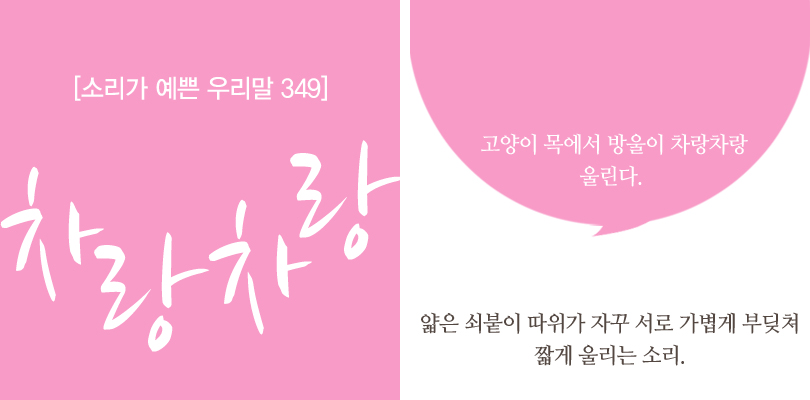 [소리가 예쁜 우리말 349]
차랑차랑
고양이 목에서 방울이 차랑차랑
울린다.
얇은 쇠붙이 따위가 자꾸 서로 가볍게 부딪쳐
짧게 울리는 소리.